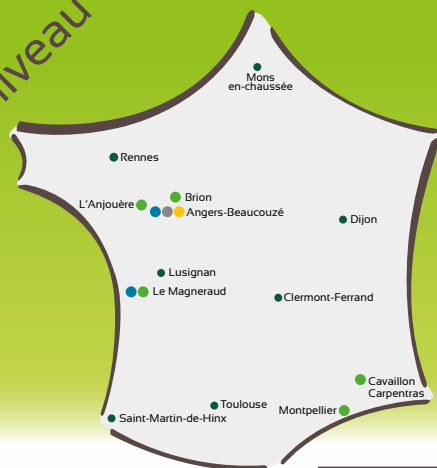 niveau
Mons
en-chaussée
Rennes
Brion
L'Anjouère
Angers-Beaucouzé
Dijon
Lusignan
Le Magneraud
Clermont-Ferrand
Cavaillon
Carpentras
Toulouse
Montpellier
Saint-Martin-de-Hinx